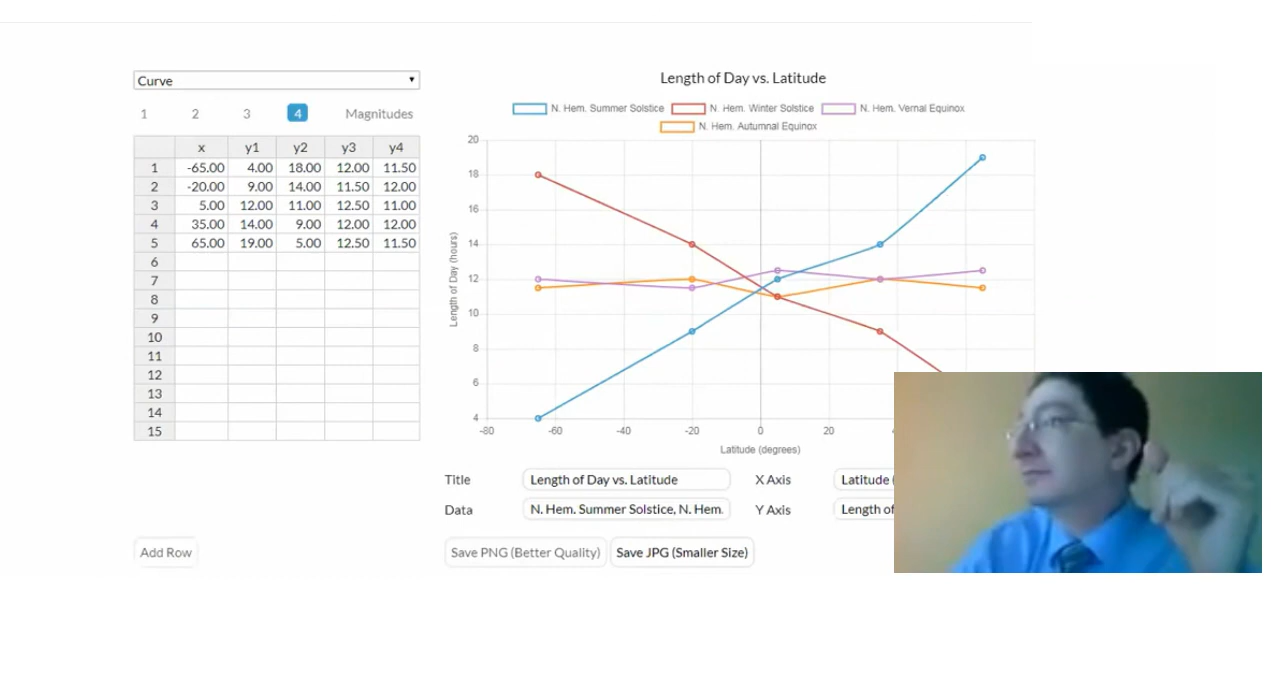 Curve
1 2 3 4 Magnitudes
x y1 y2 y3 y4
1 -65.00 4.00 18.00 12.00 11.50
2 -20.00 9.00 14.00 11.50 12.00
3 5.00 12.00 11.00 12.50 11.00
4 35.00 14.00 9.00 12.00 12.00
5 65.00 19.00 5.00 12.50 11.50
6
7
8
9
10
11
12
13
14
15
Add Row
Length of Day vs. Latitude
N. Hem. Summer Solstice N. Hem. Winter Solstice N. Hem. Vernal Equinox
N. Hem. Autumnal Equinox
Length of Day (hours)
20
18
16
14
12
10
8
6
4
-80 -60 -40 -20 0 20
Latitude (degrees)
Title Length of Day vs. Latitude X Axis Latitude
Data N. Hem. Summer Solstice, N. Hem. Y Axis Length of
Save PNG (Better Quality) Save JPG (Smaller Size)